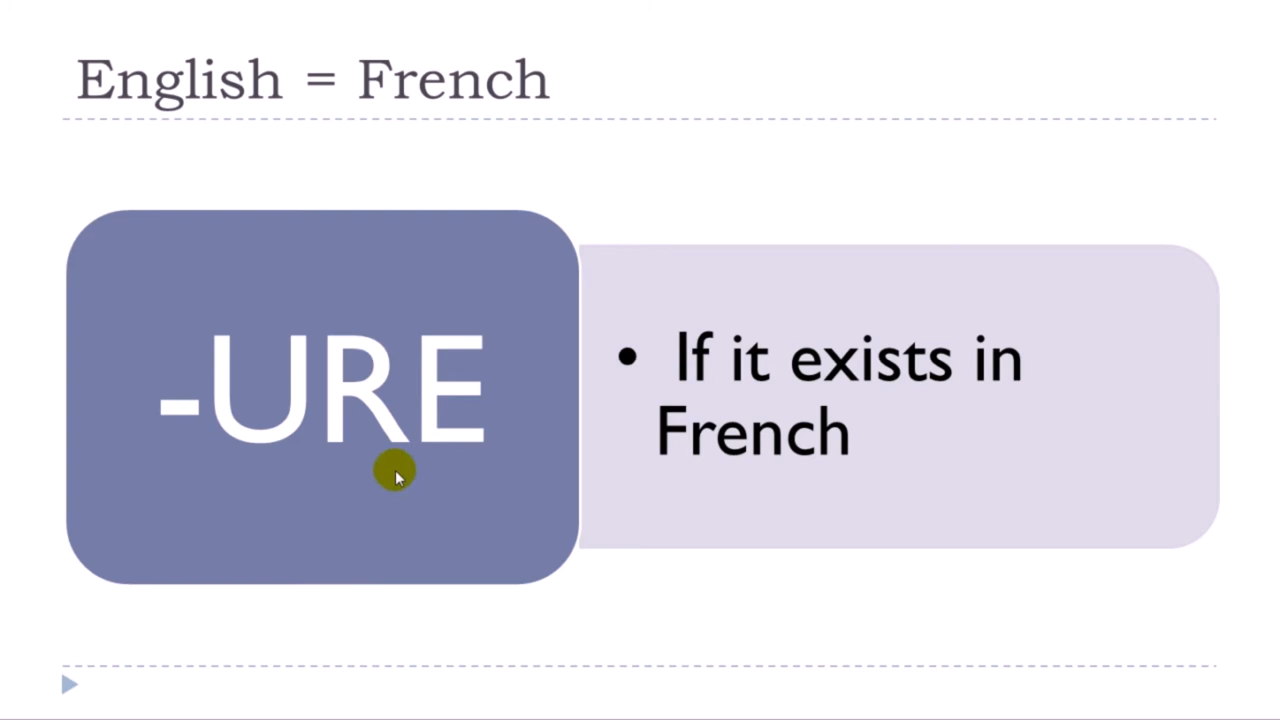 English = French
-URE
• If it exists in
French